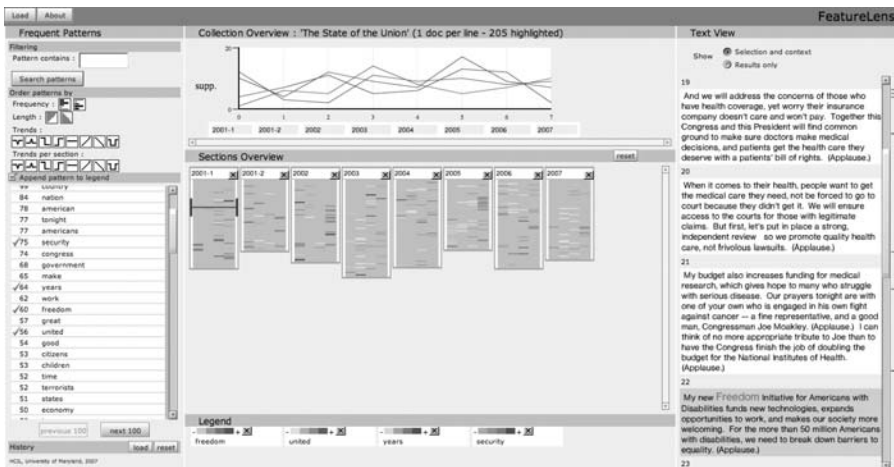 Load About
FeatureLens
Frequent Patterns
Filtering
Pattern contains :
Search patterns
Order patterns by
Frequency :
Length :
Trends :
Trends per section :
Append pattern to legend
99 country
84 nation
78 american
77 tonight
77 americans
√75 security
74 congress
68 government
65 make
√64 years
62 work
√60 freedom
57 great
√56 united
54 good
53 citizens
53 children
52 time
52 terrorists
51 states
50 economy
previous 100 next 100
History load reset
HCIL, University of Maryland, 2007
Collection Overview : 'The State of the Union' (1 doc per line - 205 highlighted)
20
supp.
0
0 1 2 3 4 5 6 7
2001-1 2001-2 2002 2003 2004 2005 2006 2007
Sections Overview reset
2001-1 2001-2 2002 2003 2004 2005 2006 2007
Legend
- + - + - + - +
freedom united years security
Text View
Show Selection and context
Results only
19
And we will address the concerns of those who
have health coverage, yet worry their insurance
company doesn't care and won't pay. Together this
Congress and this President will find common
ground to make sure doctors make medical
decisions, and patients get the health care they
deserve with a patients' bill of rights. (Applause.)
20
When it comes to their health, people want to get
the medical care they need, not be forced to go to
court because they didn't get it. We will ensure
access to the courts for those with legitimate
claims. But first, let's put in place a strong,
independent review so we promote quality health
care, not frivolous lawsuits. (Applause.)
21
My budget also increases funding for medical
research, which gives hope to many who struggle
with serious disease. Our prayers tonight are with
one of your own who is engaged in his own fight
against cancer -- a fine representative, and a good
man, Congressman Joe Moakley. (Applause.) I can
think of no more appropriate tribute to Joe than to
have the Congress finish the job of doubling the
budget for the National Institutes of Health.
(Applause.)
22
My new Freedom Initiative for Americans with
Disabilities funds new technologies, expands
opportunities to work, and makes our society more
welcoming. For the more than 50 million Americans
with disabilities, we need to break down barriers to
equality. (Applause.)
23